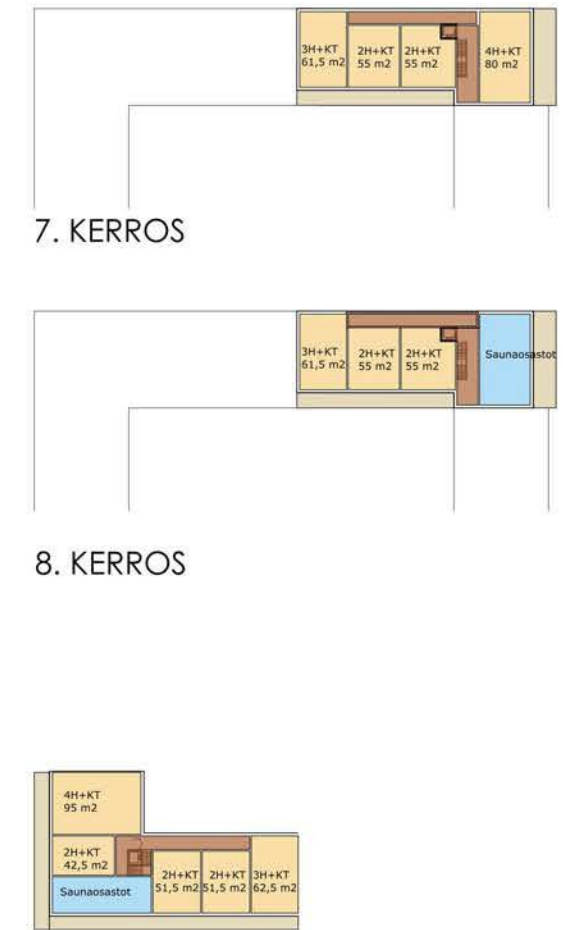 3H+KT
61,5 m2
2H+KT
55 m2
2H+KT
55 m2
4H+KT
80 m2
7. KERROS
3H+KT
61,5 m2
2H+KT
55 m2
2H+KT
55 m2
Saunaosastot
8. KERROS
4H+KT
95 m2
2H+KT
42,5 m2
Saunaosastot
2H+KT
51,5 m2
2H+KT
51,5 m2
3H+KT
62,5 m2